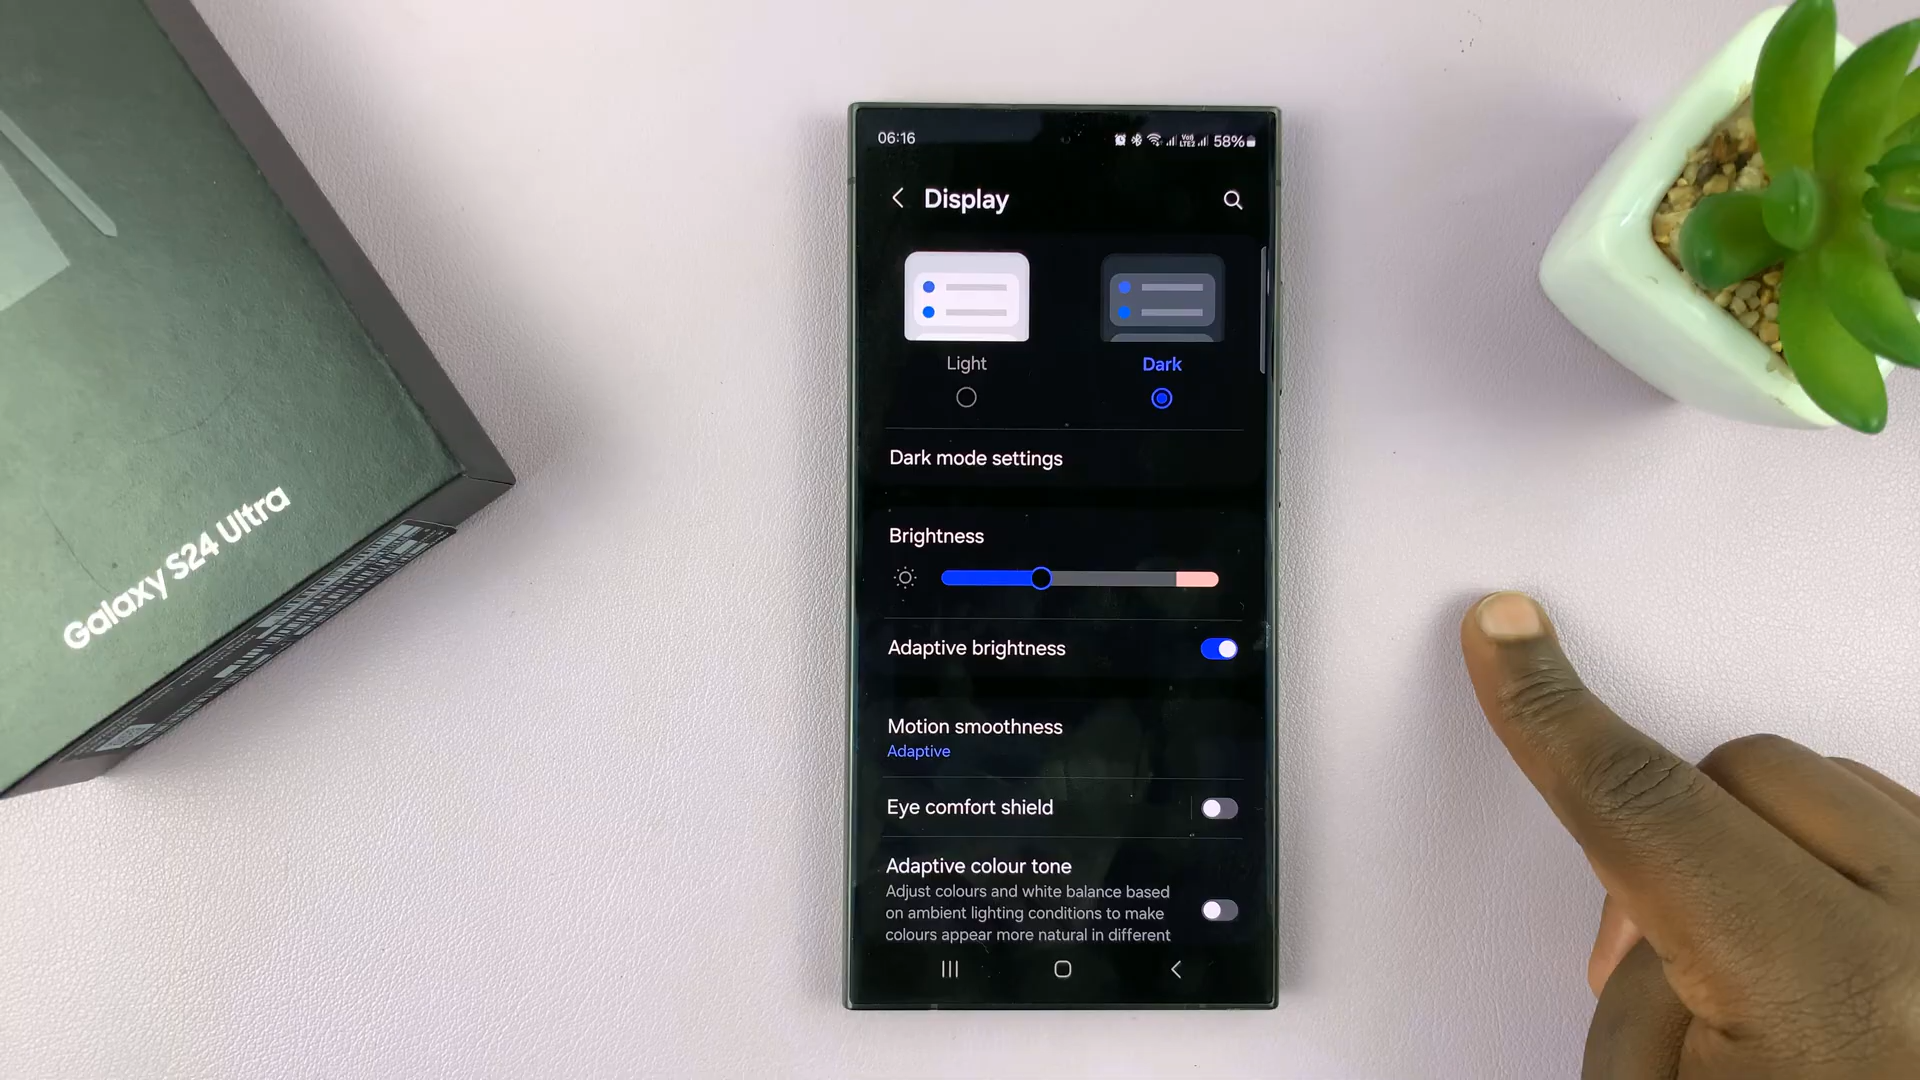 Galaxy S24 Ultra
06:16
58%
Display
Light
Dark
Dark mode settings
Brightness
Adaptive brightness
Motion smoothness
Adaptive
Eye comfort shield
Adaptive colour tone
Adjust colours and white balance based
on ambient lighting conditions to make
colours appear more natural in different